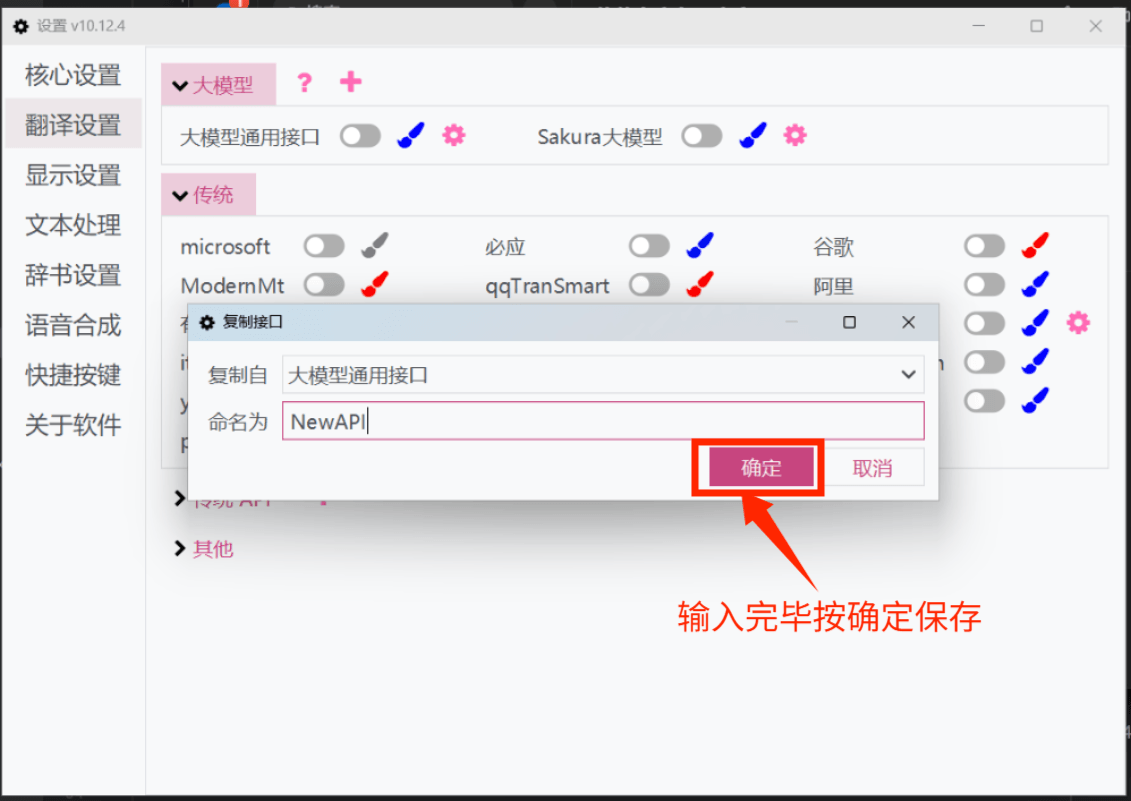 设置 v10.12.4
核心设置
翻译设置
显示设置
文本处理
辞书设置
语音合成
快捷按键
关于软件
大模型 ? +
大模型通用接口 Sakura大模型
传统
microsoft 必应 谷歌
ModernMt qqTranSmart 阿里
复制接口
复制自 大模型通用接口
命名为 NewAPI
确定 取消
传统 API
其他
输入完毕按确定保存